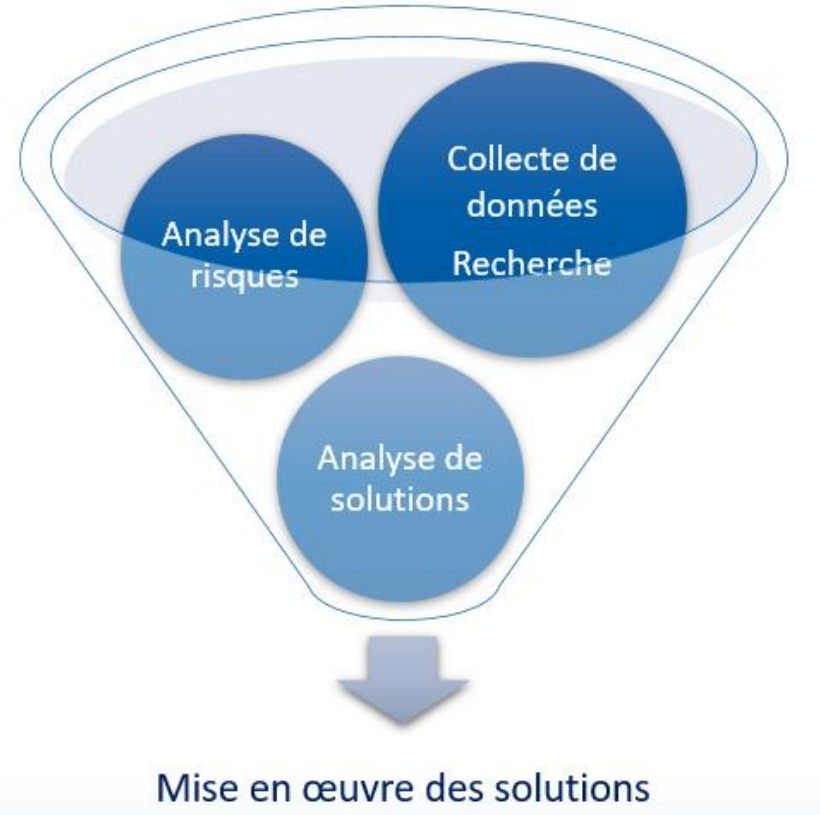 Collecte de
données
Recherche
Analyse de
risques
Analyse de
solutions
Mise en œuvre des solutions